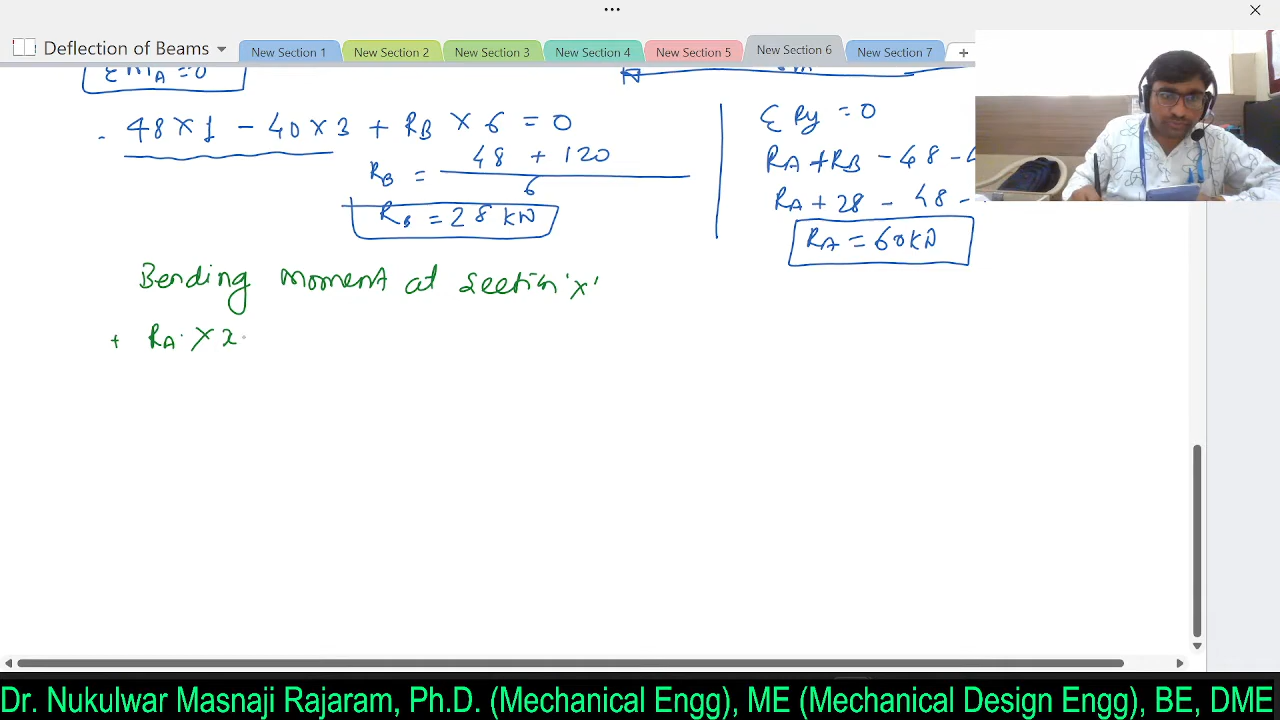 Deflection of Beams
New Section 1 New Section 2 New Section 3 New Section 4 New Section 5 New Section 6 New Section 7 +
ΣMA = 0
- 48 × 1 - 40 × 3 + RB × 6 = 0
RB = 48 + 120
6
RB = 28 kN
ΣRy = 0
RA + RB - 48 -
RA + 28 - 48 -
RA = 60 kN
Bending moment at section 'x'
+ RA. × x
Dr. Nukulwar Masnaji Rajaram, Ph.D. (Mechanical Engg), ME (Mechanical Design Engg), BE, DME